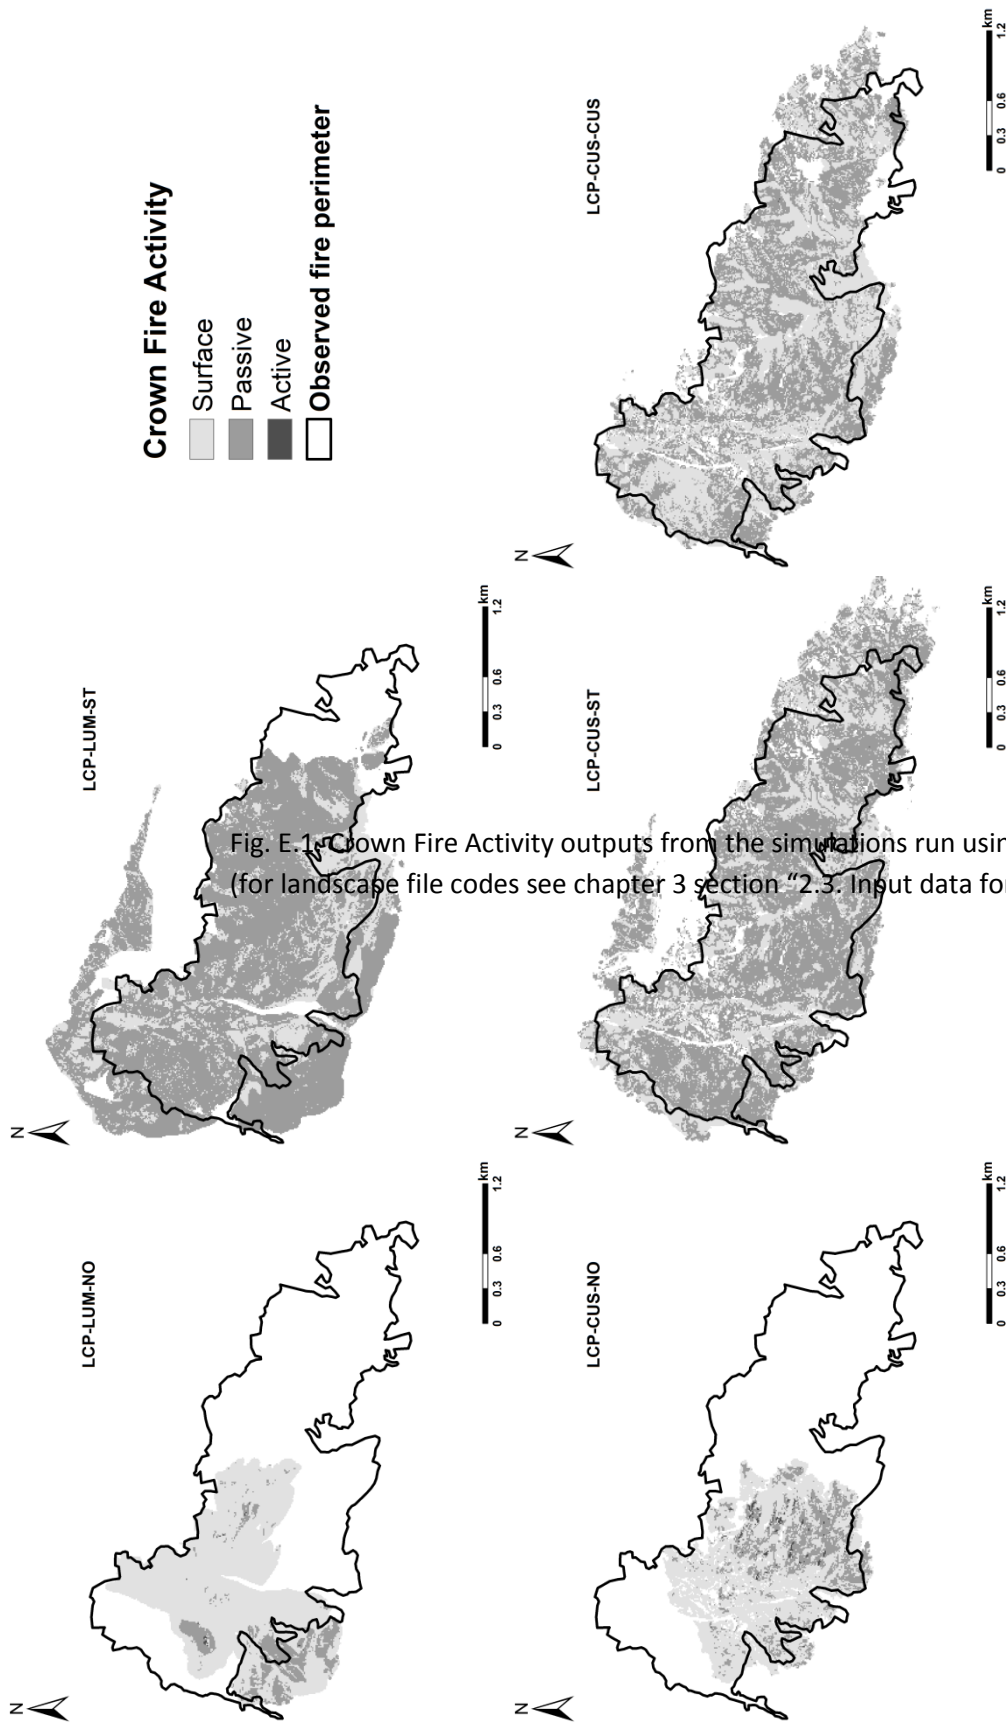 N
LCP-LUM-NO
0 0.3 0.6 1.2
km
N
LCP-LUM-ST
0 0.3 0.6 1.2
km
Crown Fire Activity
Surface
Passive
Active
Observed fire perimeter
N
LCP-CUS-NO
0 0.3 0.6 1.2
km
N
LCP-CUS-ST
0 0.3 0.6 1.2
km
N
LCP-CUS-CUS
0 0.3 0.6 1.2
km
Fig. E.1. Crown Fire Activity outputs from the simulations run usin
(for landscape file codes see chapter 3 section “2.3. Input data for